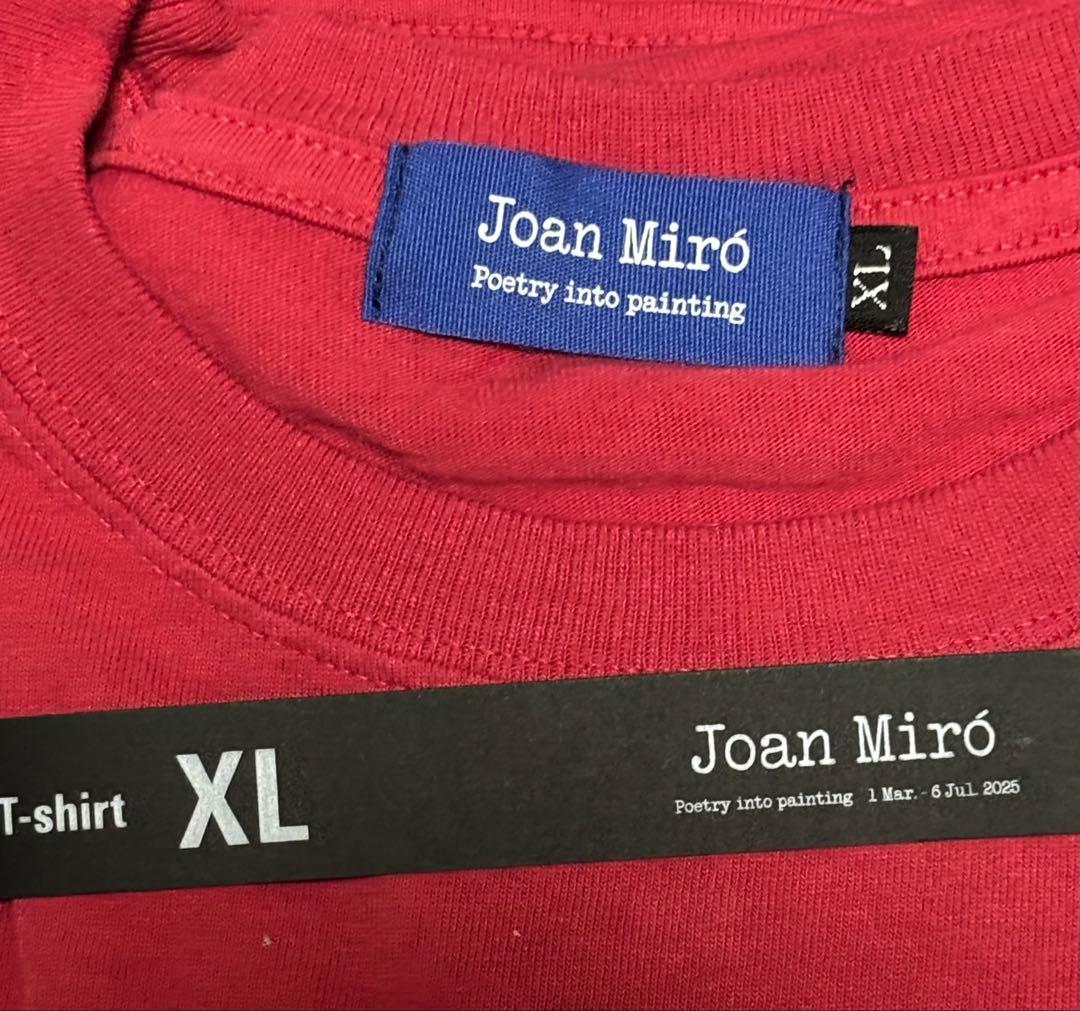 Joan Miró
Poetry into painting
XL
T-shirt XL
Joan Miró
Poetry into painting 1 Mar. - 6 Jul. 2025